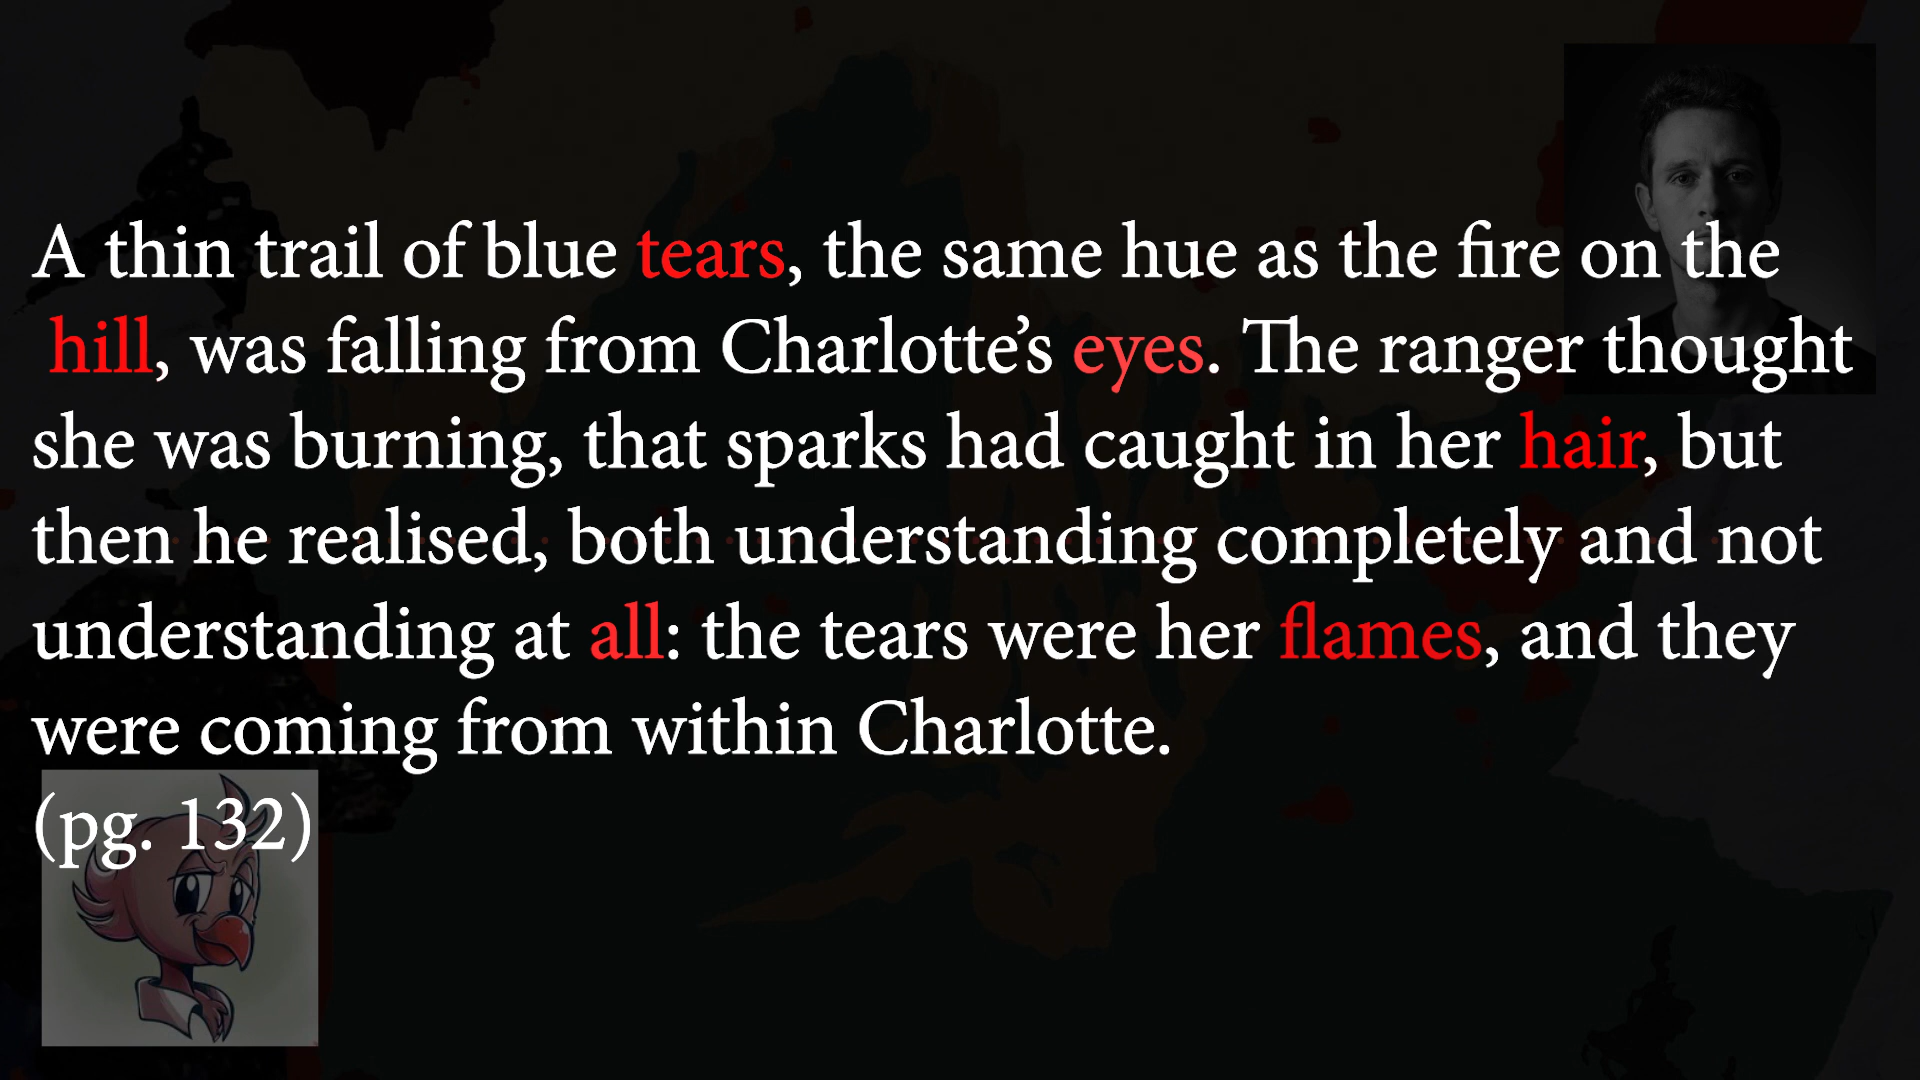 A thin trail of blue tears, the same hue as the fire on the
hill, was falling from Charlotte’s eyes. The ranger thought
she was burning, that sparks had caught in her hair, but
then he realised, both understanding completely and not
understanding at all: the tears were her flames, and they
were coming from within Charlotte.
(pg. 132)